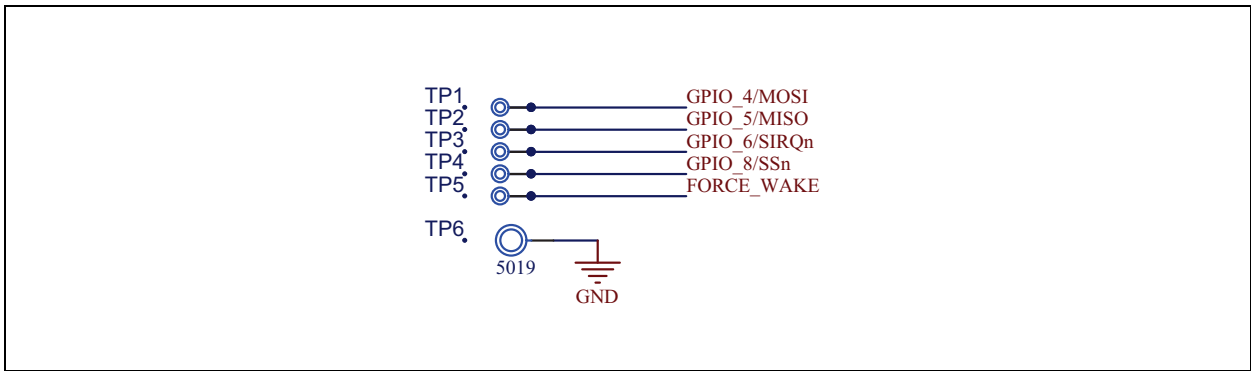 TP1 GPIO_4/MOSI
TP2 GPIO_5/MISO
TP3 GPIO_6/SIRQn
TP4 GPIO_8/SSn
TP5 FORCE_WAKE
TP6
5019
GND